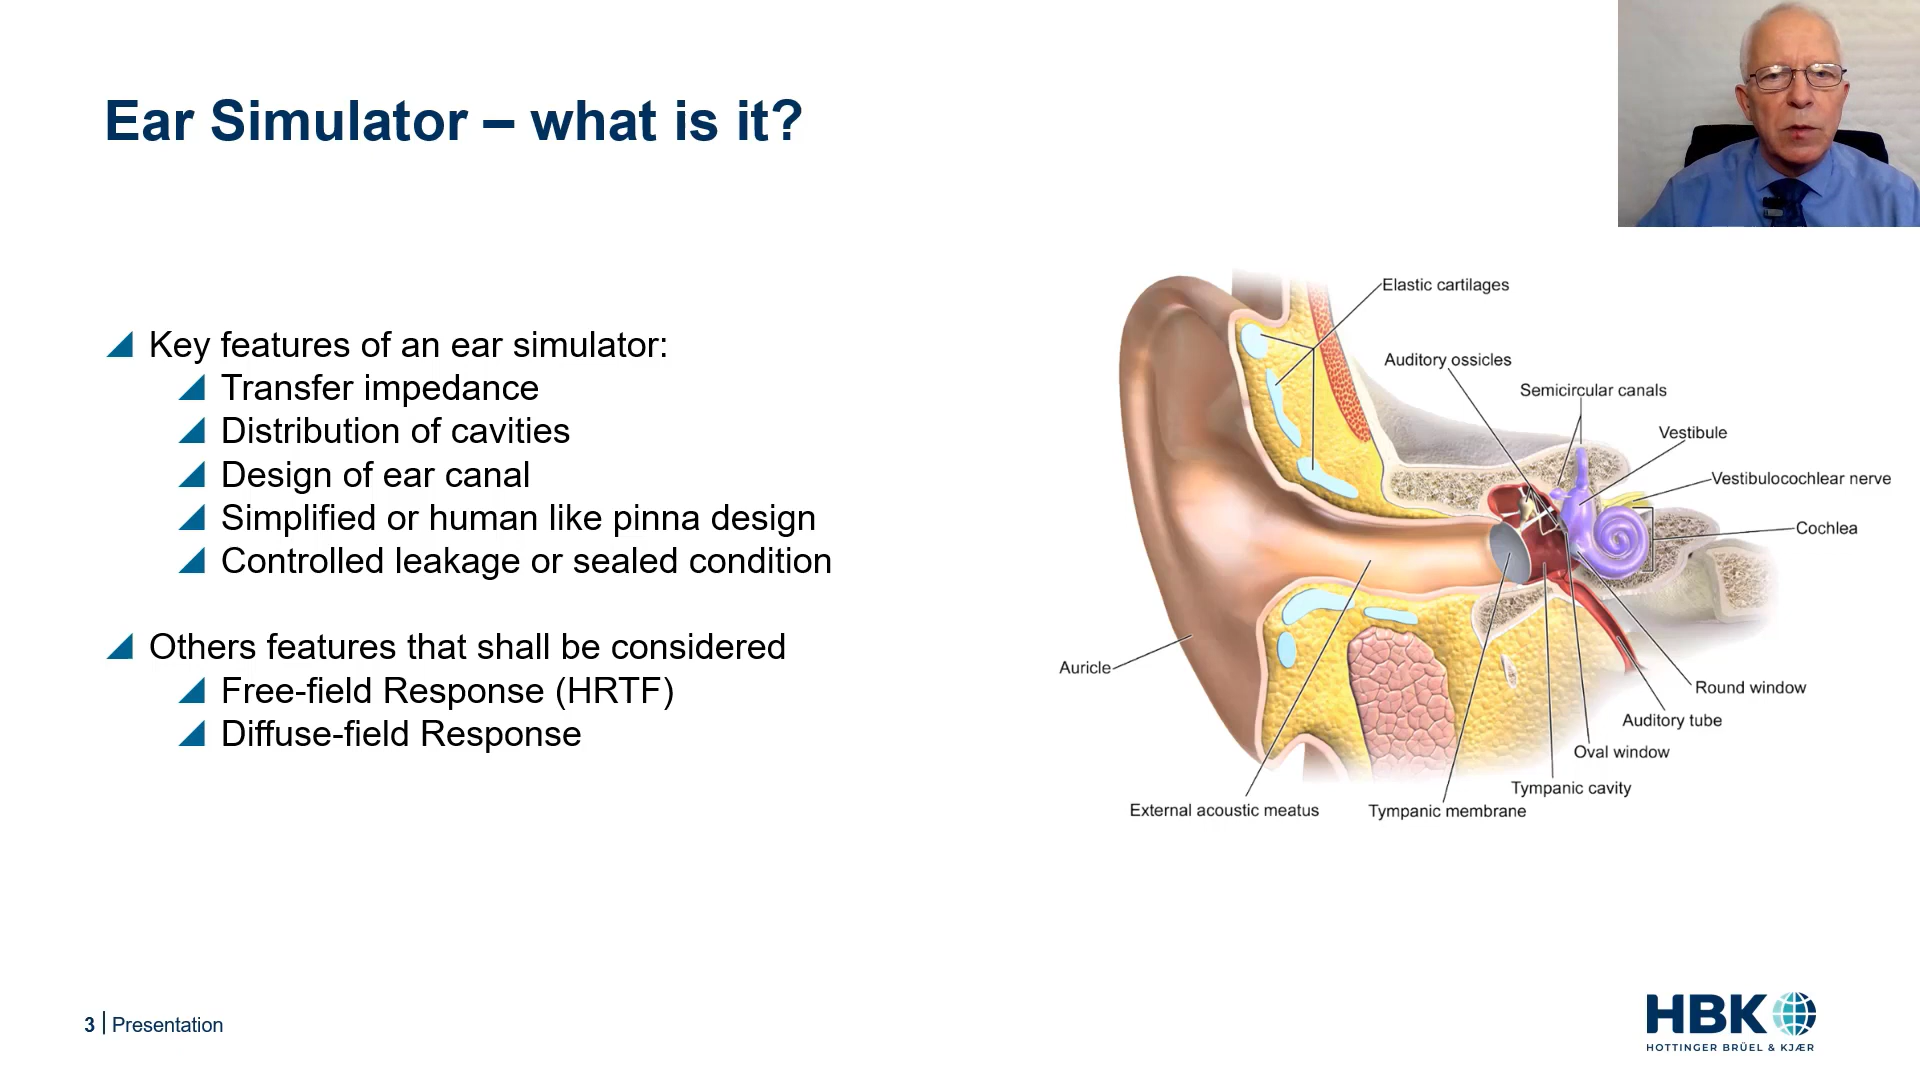 Ear Simulator – what is it?
Key features of an ear simulator:
Transfer impedance
Distribution of cavities
Design of ear canal
Simplified or human like pinna design
Controlled leakage or sealed condition
Others features that shall be considered
Free-field Response (HRTF)
Diffuse-field Response
Elastic cartilages
Auditory ossicles
Semicircular canals
Vestibule
Vestibulocochlear nerve
Cochlea
Auricle
Round window
Auditory tube
Oval window
Tympanic cavity
External acoustic meatus
Tympanic membrane
3 | Presentation
HBK
HOTTINGER BRÜEL & KJÆR